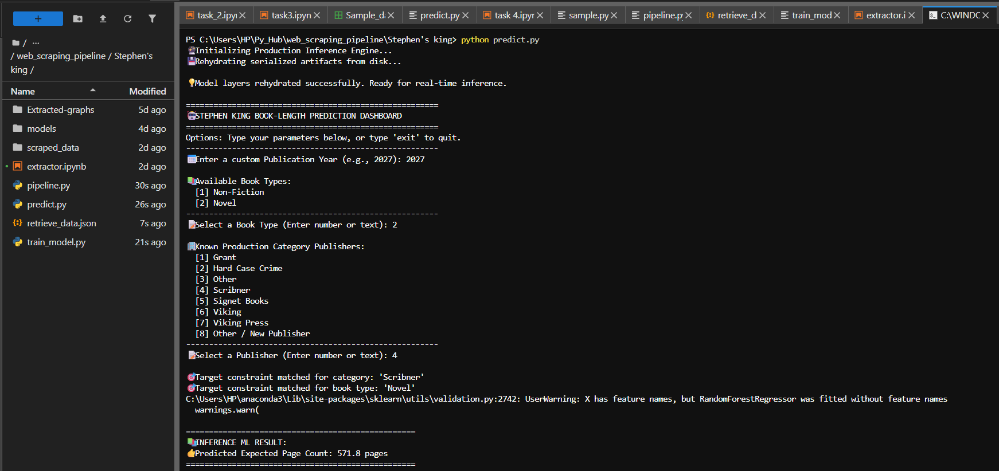 task_2.ipyı
task3.ipyn
Sample_da
predict.py
task 4.ipyr
sample.py
pipeline.py
retrieve_d
train_mod
extractor.i
C:\WINDC
/ ...
/ web_scraping_pipeline / Stephen's
king /
Name Modified
Extracted-graphs 5d ago
models 4d ago
scraped_data 2d ago
extractor.ipynb 2d ago
pipeline.py 30s ago
predict.py 26s ago
retrieve_data.json 7s ago
train_model.py 21s ago
PS C:\Users\HP\Py_Hub\web_scraping_pipeline\Stephen's king> python predict.py
Initializing Production Inference Engine...
Rehydrating serialized artifacts from disk...
Model layers rehydrated successfully. Ready for real-time inference.
=======================================================
STEPHEN KING BOOK-LENGTH PREDICTION DASHBOARD
=======================================================
Options: Type your parameters below, or type 'exit' to quit.
-------------------------------------------------------
Enter a custom Publication Year (e.g., 2027): 2027
Available Book Types:
[1] Non-Fiction
[2] Novel
-------------------------------------------------------
Select a Book Type (Enter number or text): 2
Known Production Category Publishers:
[1] Grant
[2] Hard Case Crime
[3] Other
[4] Scribner
[5] Signet Books
[6] Viking
[7] Viking Press
[8] Other / New Publisher
-------------------------------------------------------
Select a Publisher (Enter number or text): 4
Target constraint matched for category: 'Scribner'
Target constraint matched for book type: 'Novel'
C:\Users\HP\anaconda3\Lib\site-packages\sklearn\utils\validation.py:2742: UserWarning: X has feature names, but RandomForestRegressor was fitted without feature names
warnings.warn(
==================================================
INFERENCE ML RESULT:
Predicted Expected Page Count: 571.8 pages
==================================================